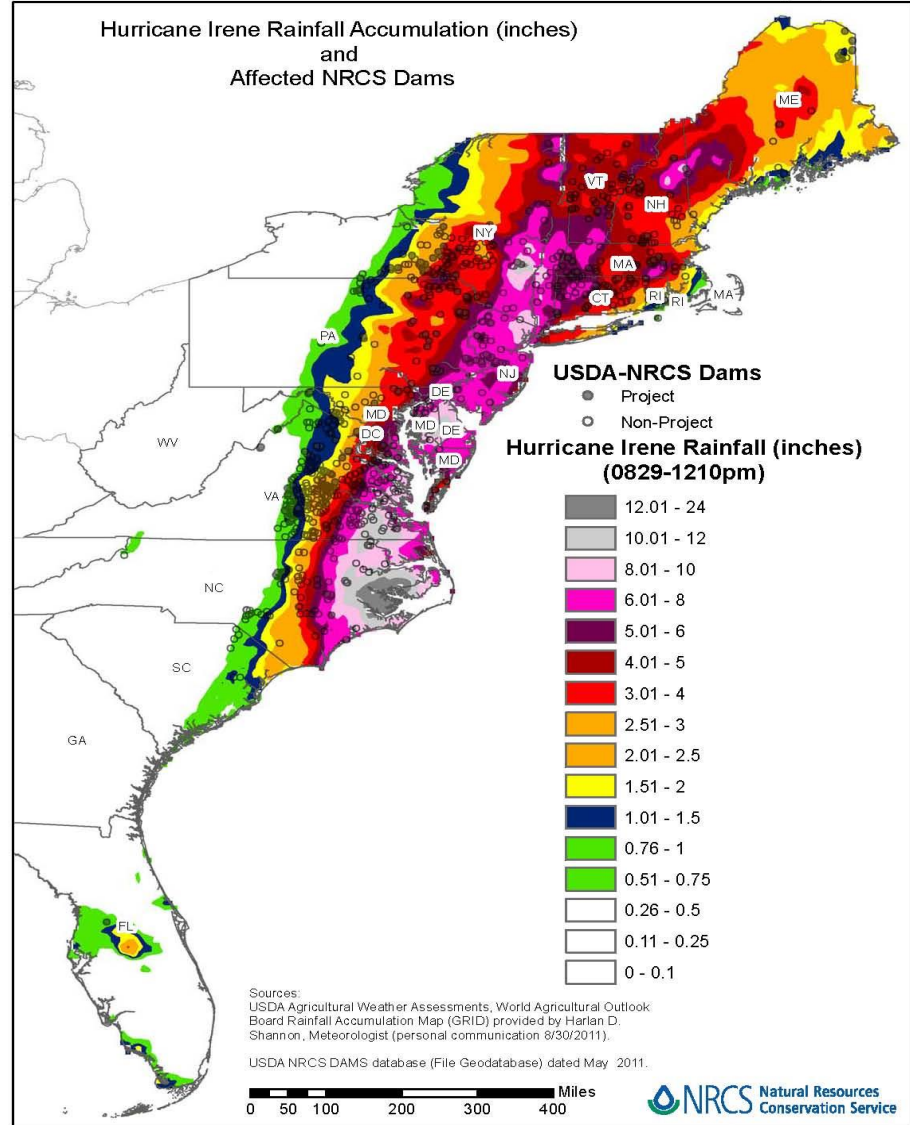 Hurricane Irene Rainfall Accumulation (inches)
and
Affected NRCS Dams
ME
VT
NH
NY
MA
CT
RI
RI
MA
PA
NJ
DE
MD
MD
DE
DC
MD
WV
VA
NC
SC
GA
FL
USDA-NRCS Dams
Project
Non-Project
Hurricane Irene Rainfall (inches)
(0829-1210pm)
12.01 - 24
10.01 - 12
8.01 - 10
6.01 - 8
5.01 - 6
4.01 - 5
3.01 - 4
2.51 - 3
2.01 - 2.5
1.51 - 2
1.01 - 1.5
0.76 - 1
0.51 - 0.75
0.26 - 0.5
0.11 - 0.25
0 - 0.1
Sources:
USDA Agricultural Weather Assessments, World Agricultural Outlook
Board Rainfall Accumulation Map (GRID) provided by Harlan D.
Shannon, Meteorologist (personal communication 8/30/2011).
USDA NRCS DAMS database (File Geodatabase) dated May 2011.
Miles
0 50 100 200 300 400
NRCS Natural Resources
Conservation Service